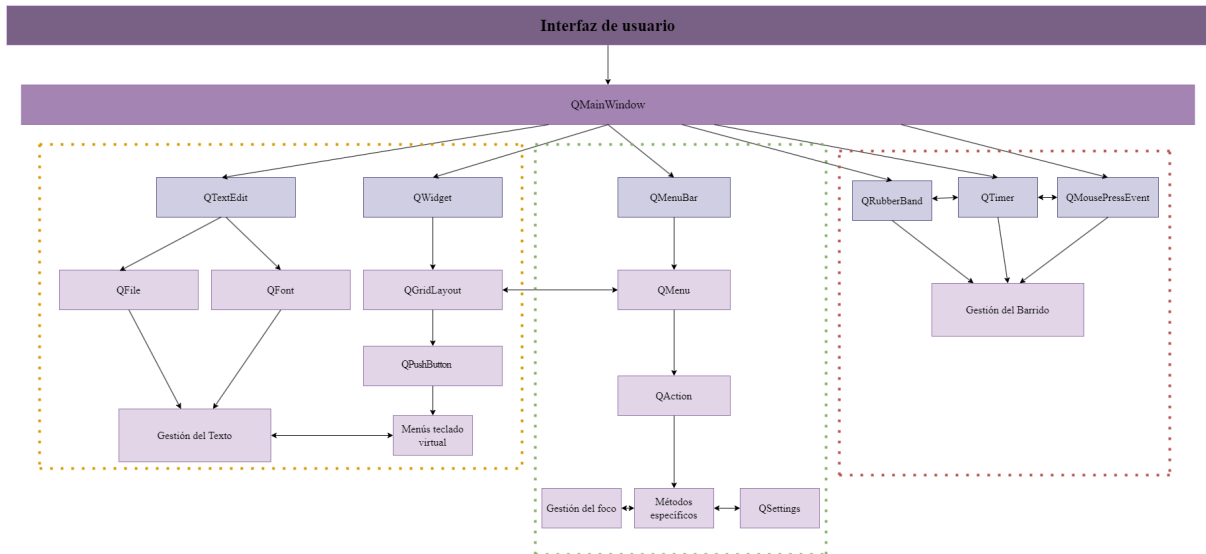 Interfaz de usuario
QMainWindow
QTextEdit
QWidget
QMenuBar
QRubberBand
QTimer
QMousePressEvent
QFile
QFont
QGridLayout
QMenu
Gestión del Barrido
QPushButton
QAction
Gestión del Texto
Menús teclado
virtual
Gestión del foco
Métodos
específicos
QSettings